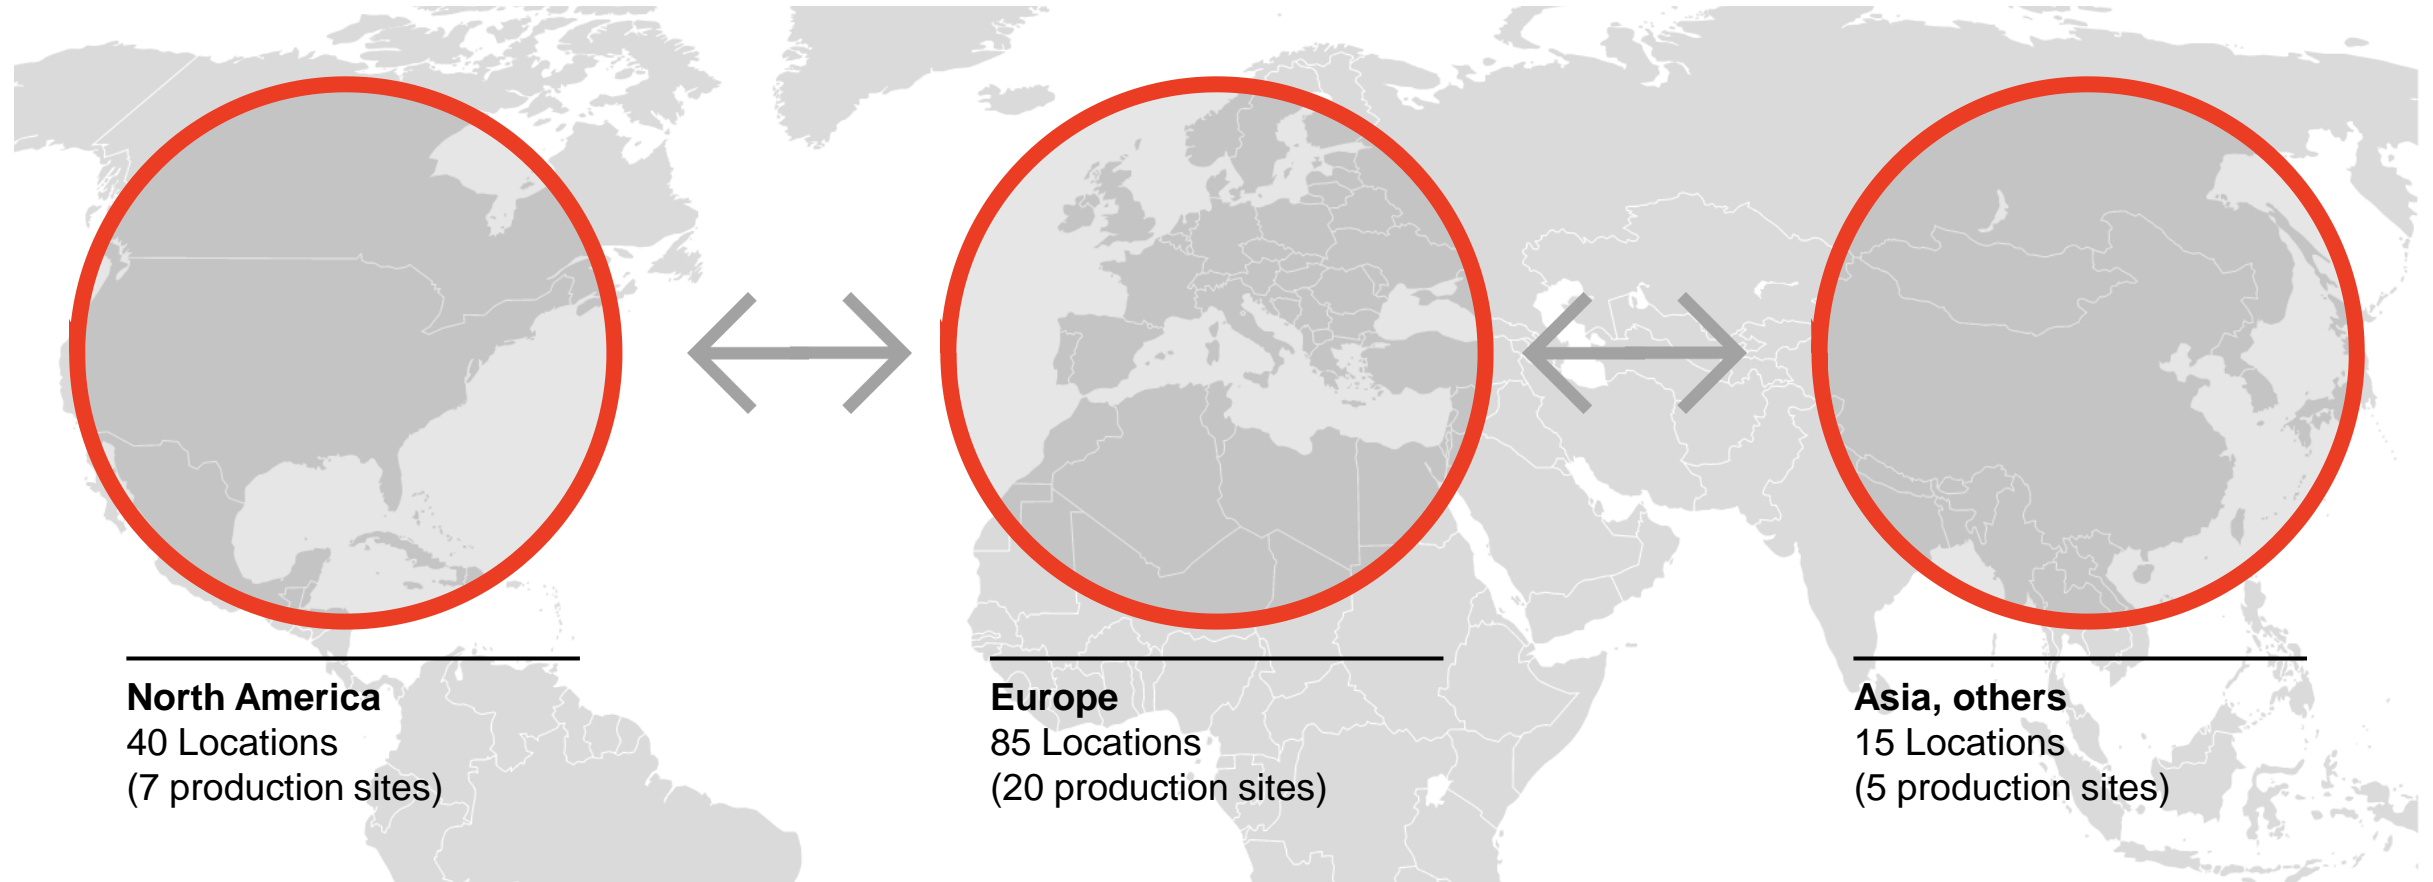 North America
40 Locations
(7 production sites)
Europe
85 Locations
(20 production sites)
Asia, others
15 Locations
(5 production sites)